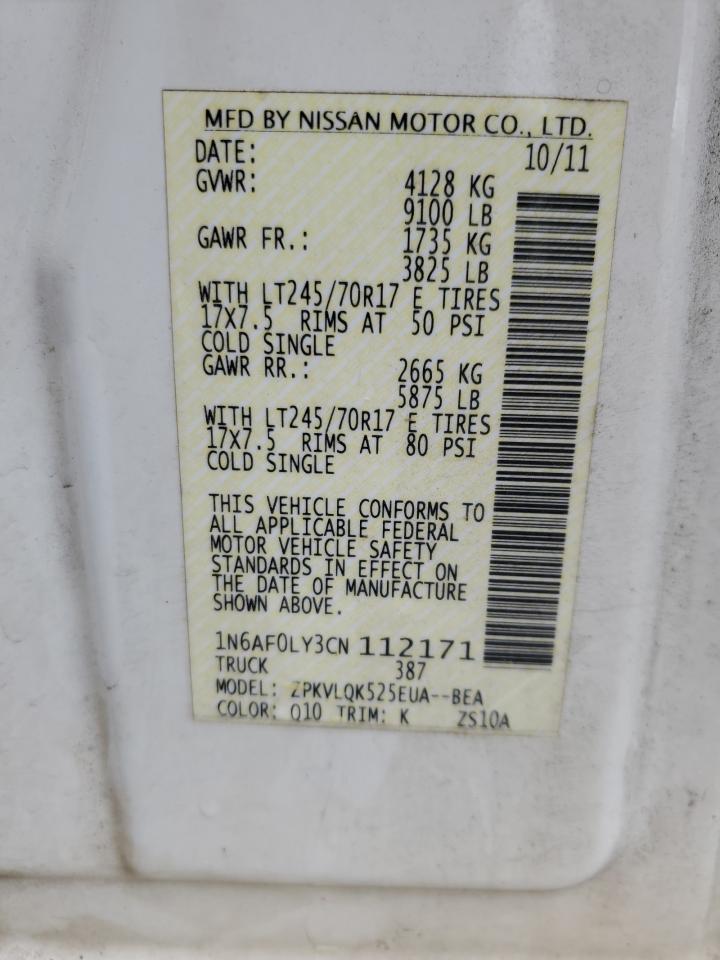 MFD BY NISSAN MOTOR CO., LTD.
DATE: 10/11
GVWR: 4128 KG
9100 LB
GAWR FR.: 1735 KG
3825 LB
WITH LT245/70R17 E TIRES
17X7.5 RIMS AT 50 PSI
COLD SINGLE
GAWR RR.: 2665 KG
5875 LB
WITH LT245/70R17 E TIRES
17X7.5 RIMS AT 80 PSI
COLD SINGLE
THIS VEHICLE CONFORMS TO
ALL APPLICABLE FEDERAL
MOTOR VEHICLE SAFETY
STANDARDS IN EFFECT ON
THE DATE OF MANUFACTURE
SHOWN ABOVE.
1N6AF0LY3CN 112171
TRUCK 387
MODEL: ZPKVLQK525EUA--BEA
COLOR: Q10 TRIM: K ZS10A